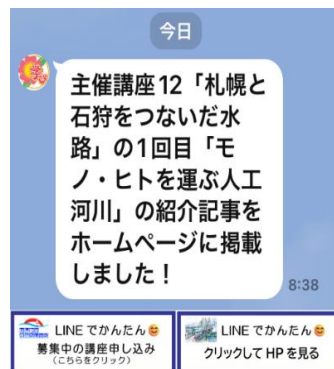 今日
主催講座12「札幌と
石狩をつないだ水
路」の1回目「モ
ノ・ヒトを運ぶ人工
河川」の紹介記事を
ホームページに掲載
しました！
8:38
LINEでかんたん😊
募集中の講座申し込み
（こちらをクリック）
LINEでかんたん😊
クリックしてHPを見る